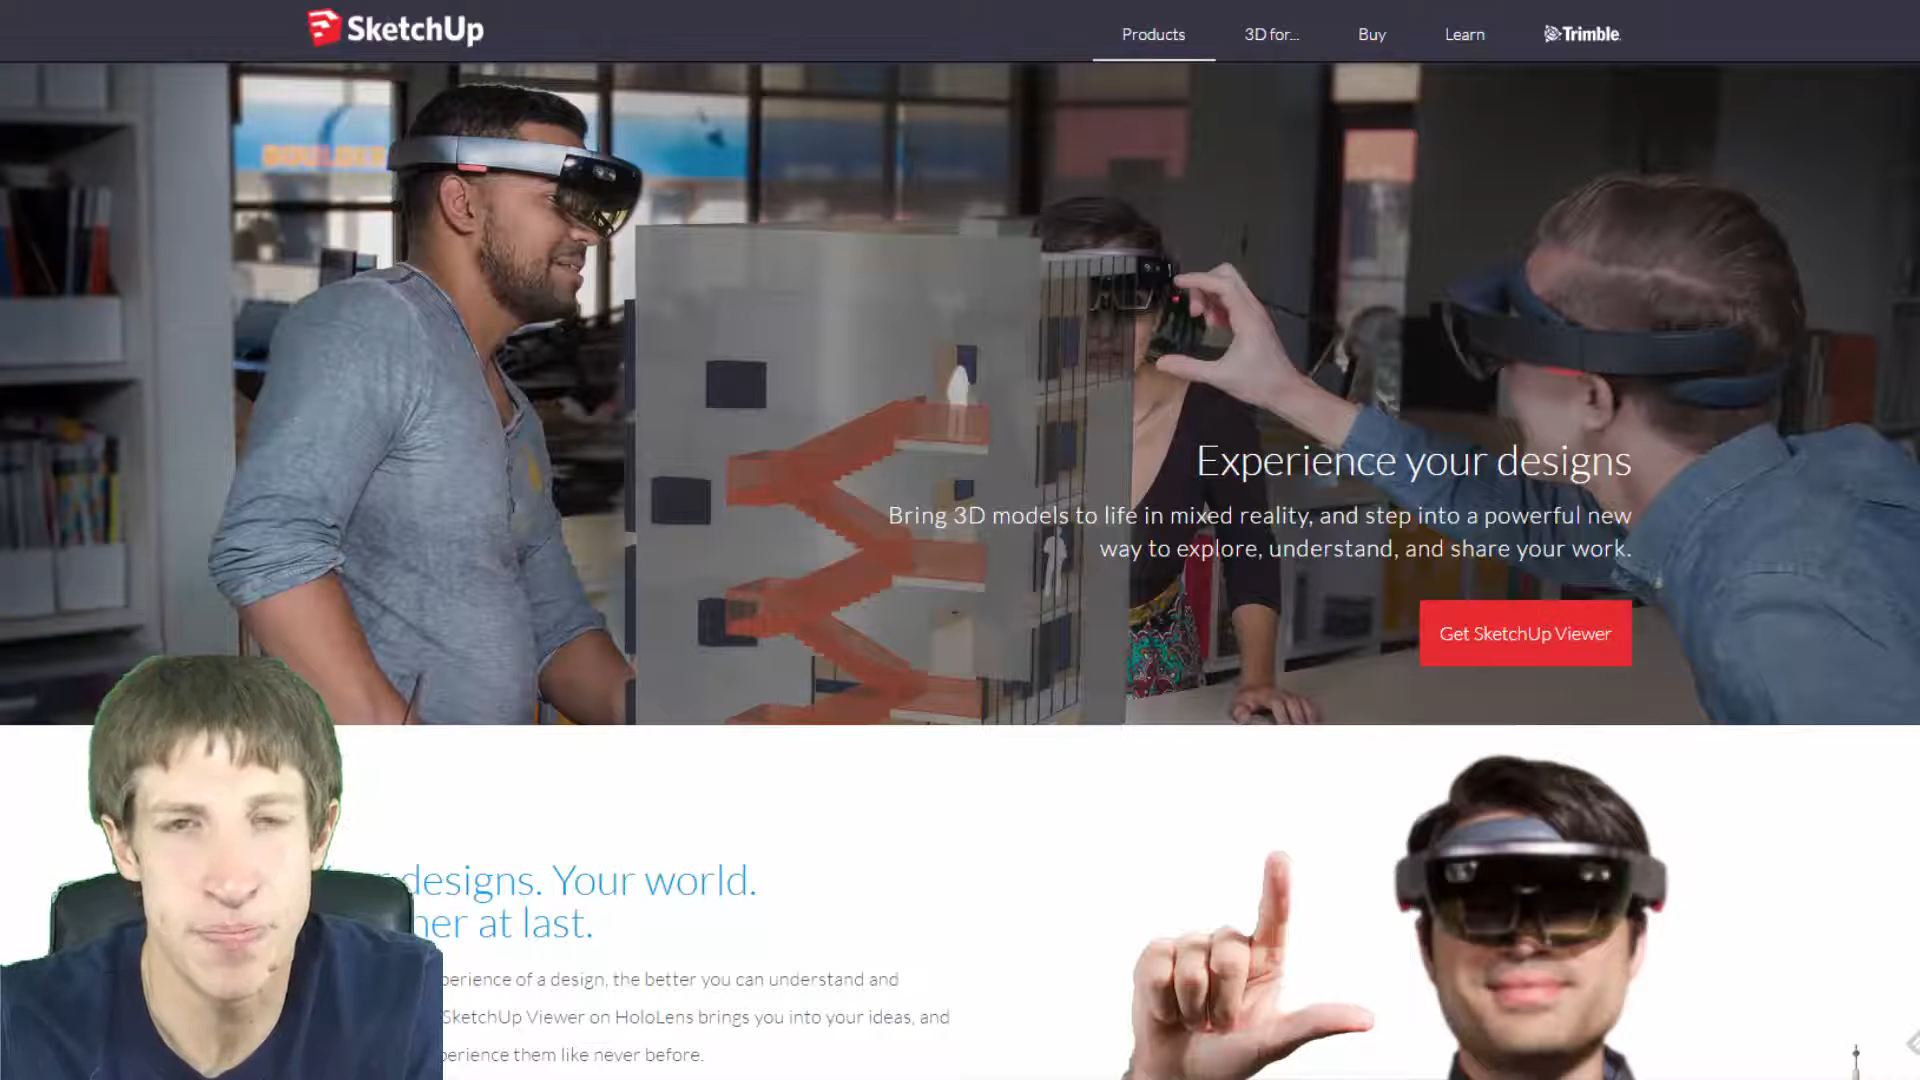 SketchUp
Products
3D for...
Buy
Learn
Trimble
BOULDER
Experience your designs
Bring 3D models to life in mixed reality, and step into a powerful new
way to explore, understand, and share your work.
Get SketchUp Viewer
designs. Your world.
her at last.
perience of a design, the better you can understand and
SketchUp Viewer on HoloLens brings you into your ideas, and
perience them like never before.